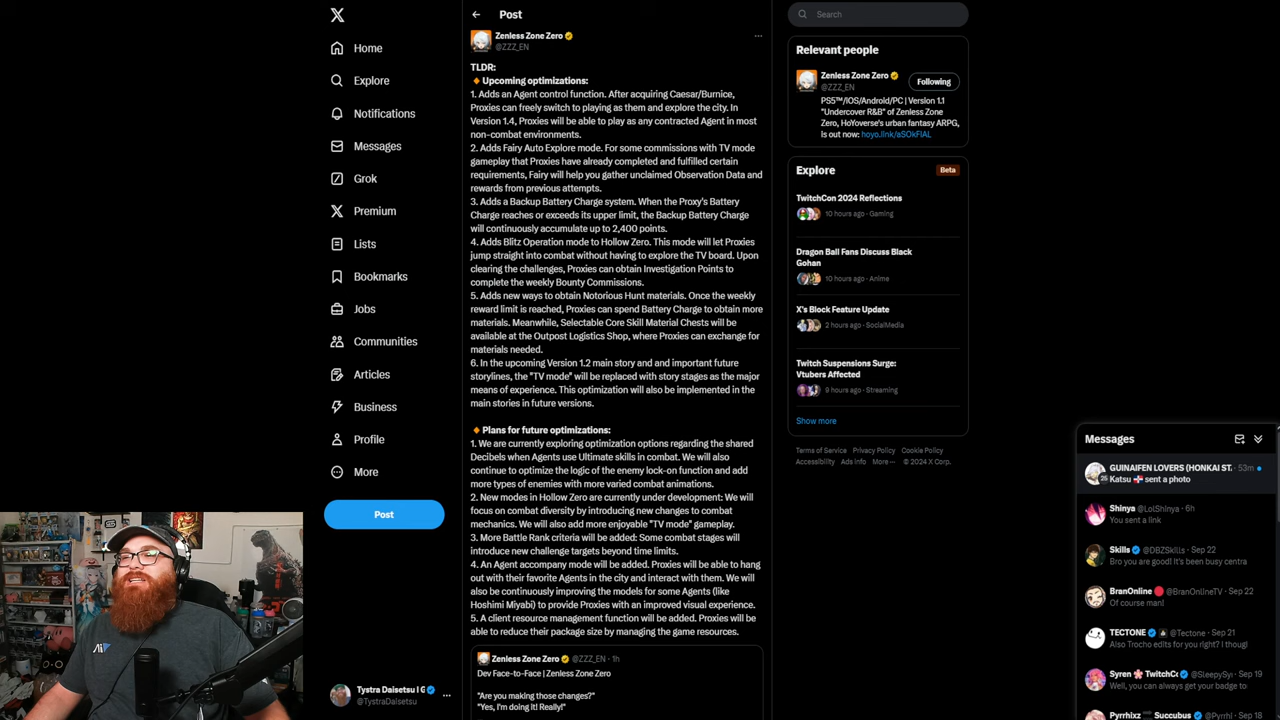 Home
Explore
Notifications
Messages
Grok
Premium
Lists
Bookmarks
Jobs
Communities
Articles
Business
Profile
More
Post
Tystra Daisetsu I G
@TystraDaisetsu
Post
Zenless Zone Zero
@ZZZ_EN
TLDR:
🔸Upcoming optimizations:
1. Adds an Agent control function. After acquiring Caesar/Burnice,
Proxies can freely switch to playing as them and explore the city. In
Version 1.4, Proxies will be able to play as any contracted Agent in most
non-combat environments.
2. Adds Fairy Auto Explore mode. For some commissions with TV mode
gameplay that Proxies have already completed and fulfilled certain
requirements, Fairy will help you gather unclaimed Observation Data and
rewards from previous attempts.
3. Adds a Backup Battery Charge system. When the Proxy's Battery
Charge reaches or exceeds its upper limit, the Backup Battery Charge
will continuously accumulate up to 2,400 points.
4. Adds Blitz Operation mode to Hollow Zero. This mode will let Proxies
jump straight into combat without having to explore the TV board. Upon
clearing the challenges, Proxies can obtain Investigation Points to
complete the weekly Bounty Commissions.
5. Adds new ways to obtain Notorious Hunt materials. Once the weekly
reward limit is reached, Proxies can spend Battery Charge to obtain more
materials. Meanwhile, Selectable Core Skill Material Chests will be
available at the Outpost Logistics Shop, where Proxies can exchange for
materials needed.
6. In the upcoming Version 1.2 main story and and important future
storylines, the "TV mode" will be replaced with story stages as the major
means of experience. This optimization will also be implemented in the
main stories in future versions.
🔸Plans for future optimizations:
1. We are currently exploring optimization options regarding the shared
Decibels when Agents use Ultimate skills in combat. We will also
continue to optimize the logic of the enemy lock-on function and add
more types of enemies with more varied combat animations.
2. New modes in Hollow Zero are currently under development: We will
focus on combat diversity by introducing new changes to combat
mechanics. We will also add more enjoyable "TV mode" gameplay.
3. More Battle Rank criteria will be added: Some combat stages will
introduce new challenge targets beyond time limits.
4. An Agent accompany mode will be added. Proxies will be able to hang
out with their favorite Agents in the city and interact with them. We will
also be continuously improving the models for some Agents (like
Hoshimi Miyabi) to provide Proxies with an improved visual experience.
5. A client resource management function will be added. Proxies will be
able to reduce their package size by managing the game resources.
Zenless Zone Zero @ZZZ_EN · 1h
Dev Face-to-Face | Zenless Zone Zero
"Are you making those changes?"
"Yes, I'm doing it! Really!"
Search
Relevant people
Zenless Zone Zero
@ZZZ_EN
Following
PS5™/iOS/Android/PC | Version 1.1
"Undercover R&B" of Zenless Zone
Zero, HoYoverse's urban fantasy ARPG,
is out now: hoyo.link/aSOkFIAL
Explore
Beta
TwitchCon 2024 Reflections
10 hours ago · Gaming
Dragon Ball Fans Discuss Black
Gohan
10 hours ago · Anime
X's Block Feature Update
2 hours ago · SocialMedia
Twitch Suspensions Surge:
Vtubers Affected
9 hours ago · Streaming
Show more
Terms of Service Privacy Policy Cookie Policy
Accessibility Ads info More··· © 2024 X Corp.
Messages
GUINAIFEN LOVERS (HONKAI ST. · 53m
Katsu sent a photo
Shinya @LolShinya · 6h
You sent a link
Skills @DBZSkills · Sep 22
Bro you are good! It's been busy centra
BranOnline @BranOnlineTV · Sep 22
Of course man!
TECTONE @Tectone · Sep 21
Also Trocho edits for you right? I thougl
Syren TwitchCo @SleepySyr · Sep 19
Well, you can always get your badge to
Pyrrhixz Succubus @Pyrrhi · Sep 18